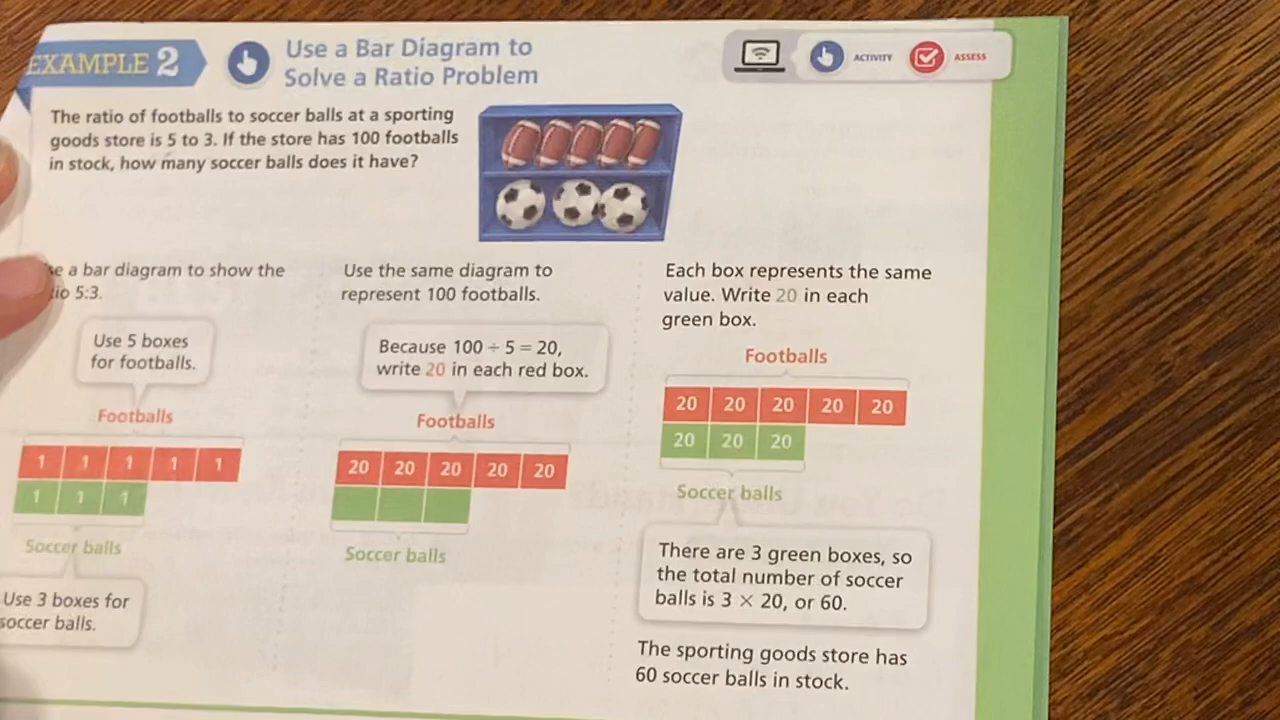 EXAMPLE 2
Use a Bar Diagram to
Solve a Ratio Problem
ACTIVITY
ASSESS
The ratio of footballs to soccer balls at a sporting
goods store is 5 to 3. If the store has 100 footballs
in stock, how many soccer balls does it have?
a bar diagram to show the
5:3.
Use 5 boxes
for footballs.
Footballs
1 1 1 1 1
1 1 1
Soccer balls
Use 3 boxes for
soccer balls.
Use the same diagram to
represent 100 footballs.
Because 100 ÷ 5 = 20,
write 20 in each red box.
Footballs
20 20 20 20 20
Soccer balls
Each box represents the same
value. Write 20 in each
green box.
Footballs
20 20 20 20 20
20 20 20
Soccer balls
There are 3 green boxes, so
the total number of soccer
balls is 3 × 20, or 60.
The sporting goods store has
60 soccer balls in stock.